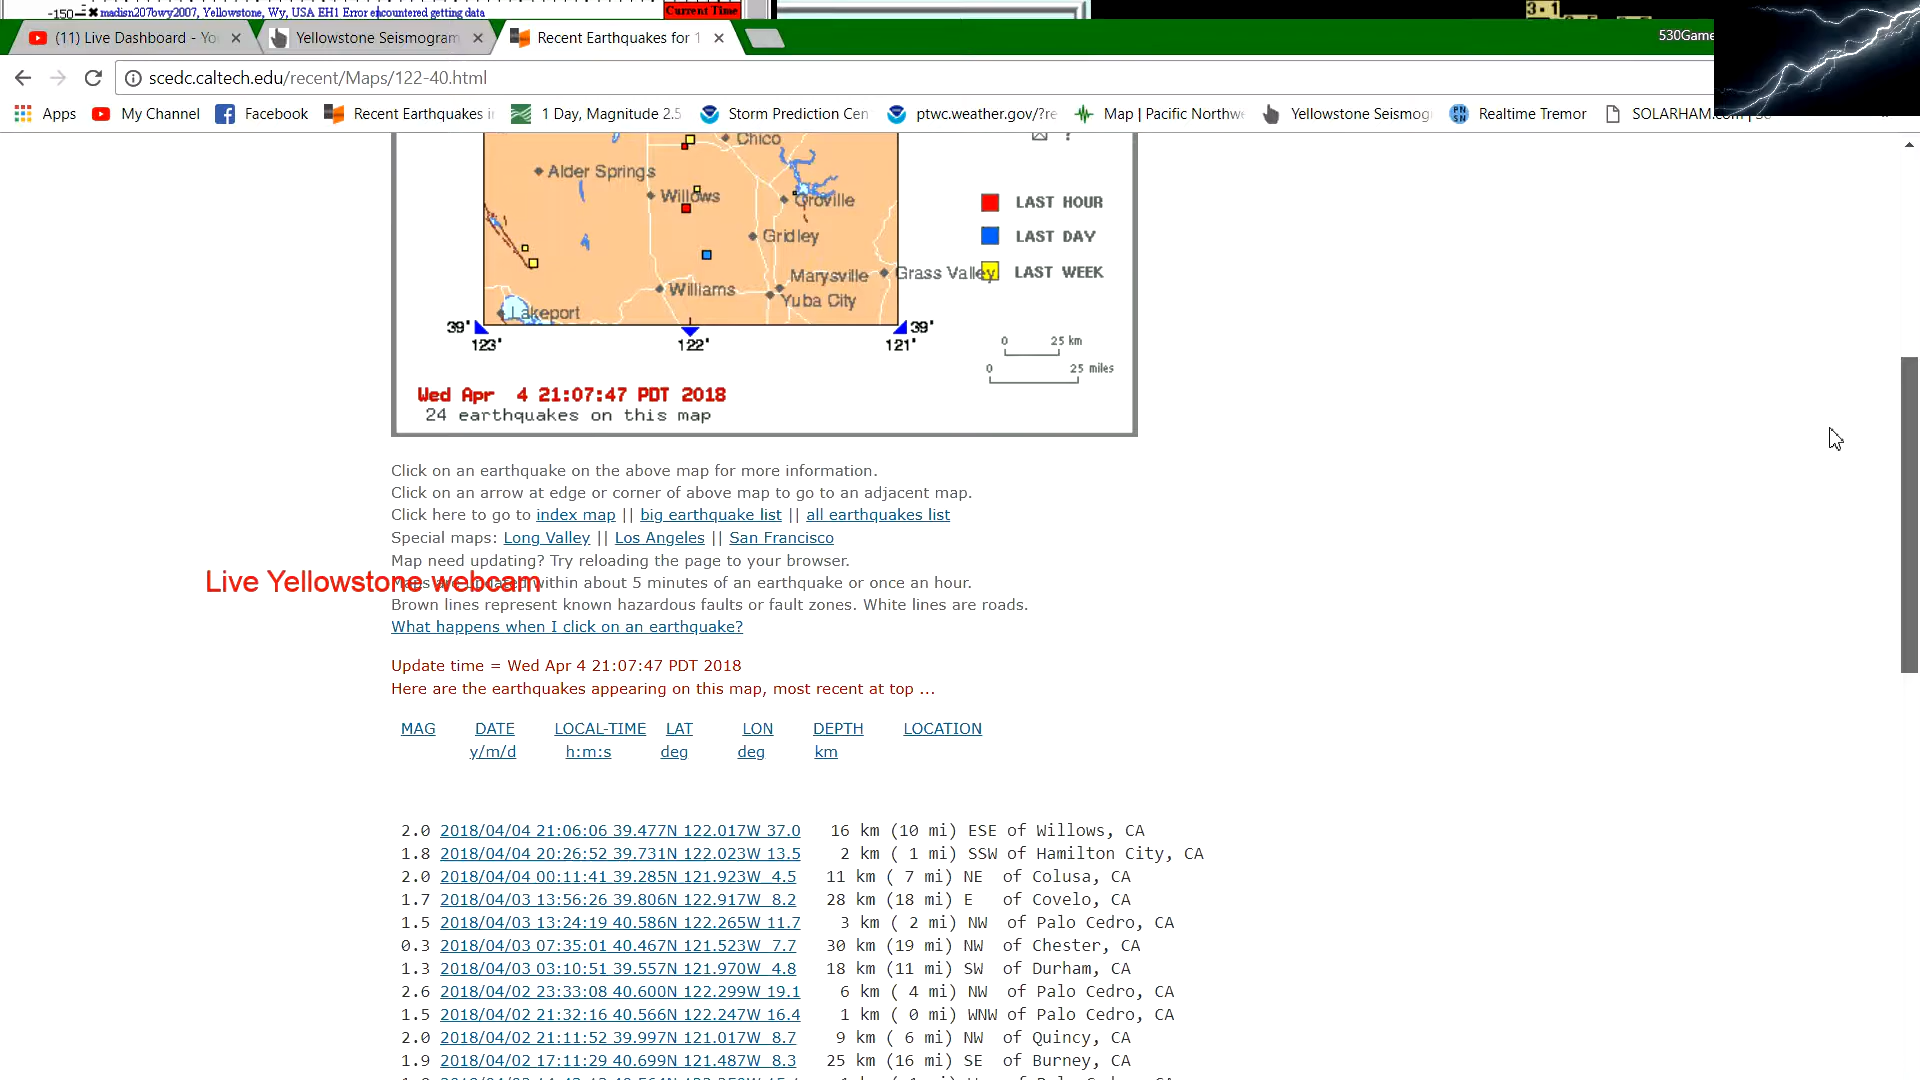 -150 madisn207bwy2007, Yellowstone, Wy, USA EH1 Error encountered getting data
Current Time
3 - 1
(11) Live Dashboard - Yo
Yellowstone Seismogram
Recent Earthquakes for 1
530Game
scedc.caltech.edu/recent/Maps/122-40.html
Apps My Channel Facebook Recent Earthquakes in 1 Day, Magnitude 2.5 Storm Prediction Cen ptwc.weather.gov/?re Map | Pacific Northwe Yellowstone Seismog Realtime Tremor SOLARHAM.com
Chico
?
Alder Springs
Willows
Oroville
Gridley
Marysville
Grass Valley
Williams
Yuba City
Lakeport
LAST HOUR
LAST DAY
LAST WEEK
39' 39'
123' 122' 121'
0 25 km
0 25 miles
Wed Apr 4 21:07:47 PDT 2018
24 earthquakes on this map
Click on an earthquake on the above map for more information.
Click on an arrow at edge or corner of above map to go to an adjacent map.
Click here to go to index map || big earthquake list || all earthquakes list
Special maps: Long Valley || Los Angeles || San Francisco
Map need updating? Try reloading the page to your browser.
Live Yellowstone webcam
Maps are updated within about 5 minutes of an earthquake or once an hour.
Brown lines represent known hazardous faults or fault zones. White lines are roads.
What happens when I click on an earthquake?
Update time = Wed Apr 4 21:07:47 PDT 2018
Here are the earthquakes appearing on this map, most recent at top ...
MAG DATE LOCAL-TIME LAT LON DEPTH LOCATION
y/m/d h:m:s deg deg km
2.0 2018/04/04 21:06:06 39.477N 122.017W 37.0 16 km (10 mi) ESE of Willows, CA
1.8 2018/04/04 20:26:52 39.731N 122.023W 13.5 2 km ( 1 mi) SSW of Hamilton City, CA
2.0 2018/04/04 00:11:41 39.285N 121.923W 4.5 11 km ( 7 mi) NE of Colusa, CA
1.7 2018/04/03 13:56:26 39.806N 122.917W 8.2 28 km (18 mi) E of Covelo, CA
1.5 2018/04/03 13:24:19 40.586N 122.265W 11.7 3 km ( 2 mi) NW of Palo Cedro, CA
0.3 2018/04/03 07:35:01 40.467N 121.523W 7.7 30 km (19 mi) NW of Chester, CA
1.3 2018/04/03 03:10:51 39.557N 121.970W 4.8 18 km (11 mi) SW of Durham, CA
2.6 2018/04/02 23:33:08 40.600N 122.299W 19.1 6 km ( 4 mi) NW of Palo Cedro, CA
1.5 2018/04/02 21:32:16 40.566N 122.247W 16.4 1 km ( 0 mi) WNW of Palo Cedro, CA
2.0 2018/04/02 21:11:52 39.997N 121.017W 8.7 9 km ( 6 mi) NW of Quincy, CA
1.9 2018/04/02 17:11:29 40.699N 121.487W 8.3 25 km (16 mi) SE of Burney, CA